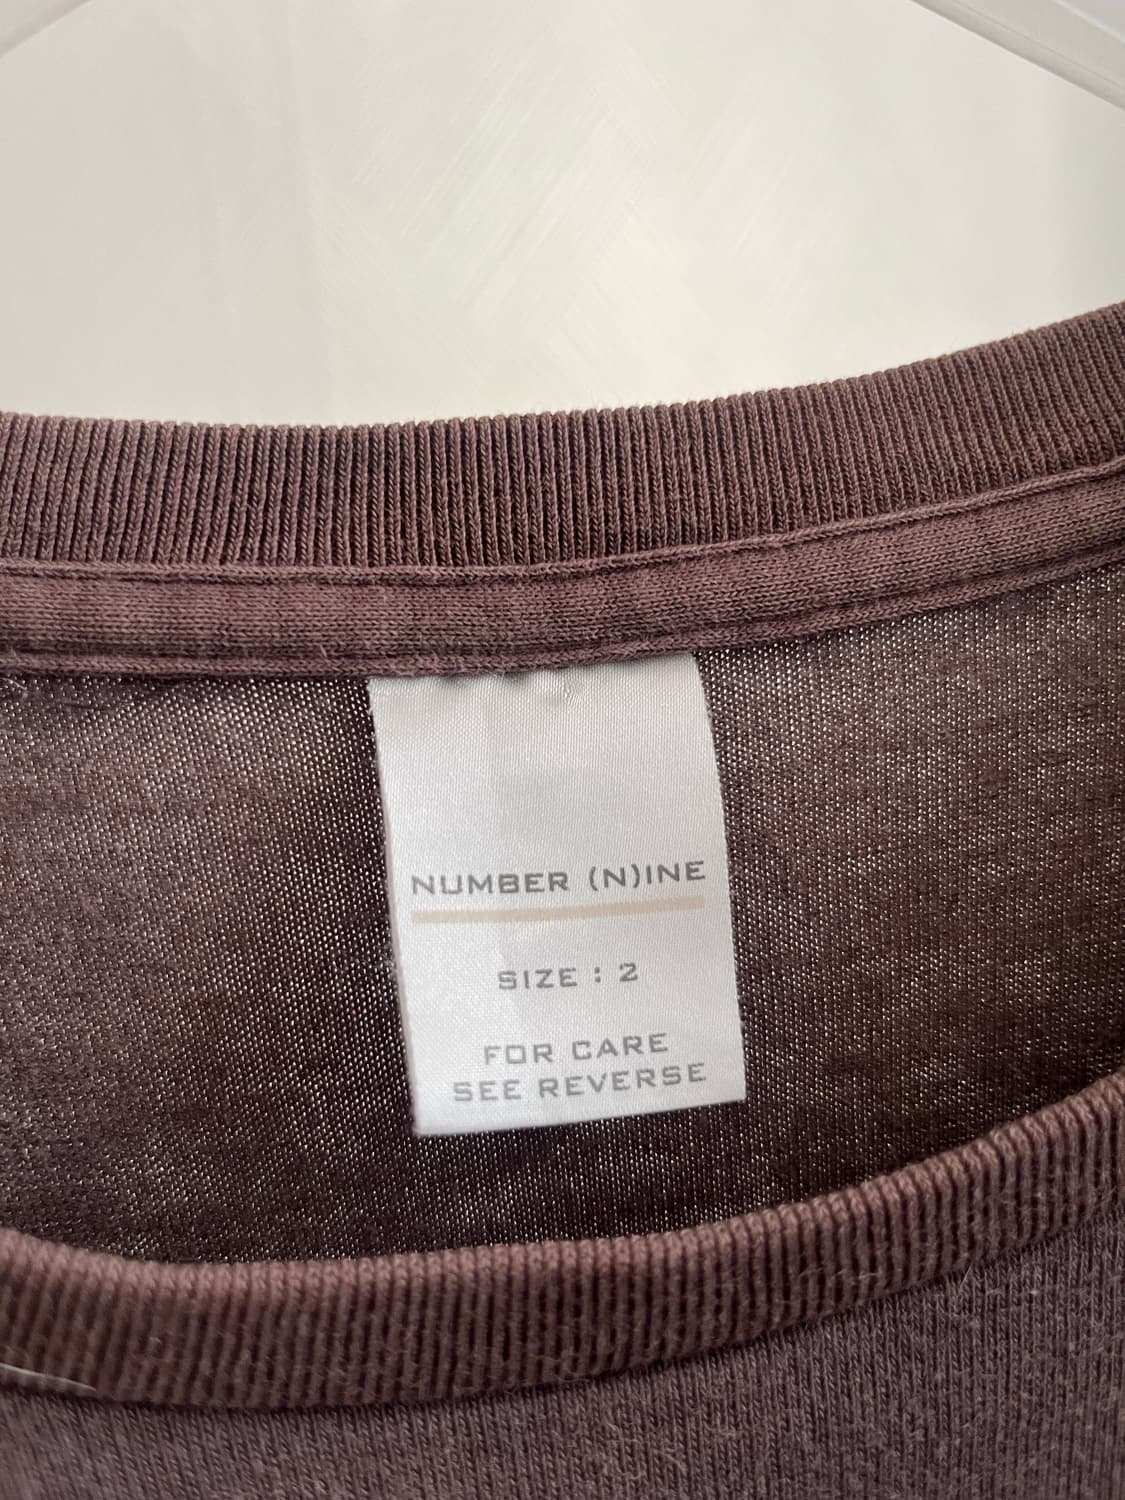 NUMBER (N)INE
SIZE : 2
FOR CARE
SEE REVERSE